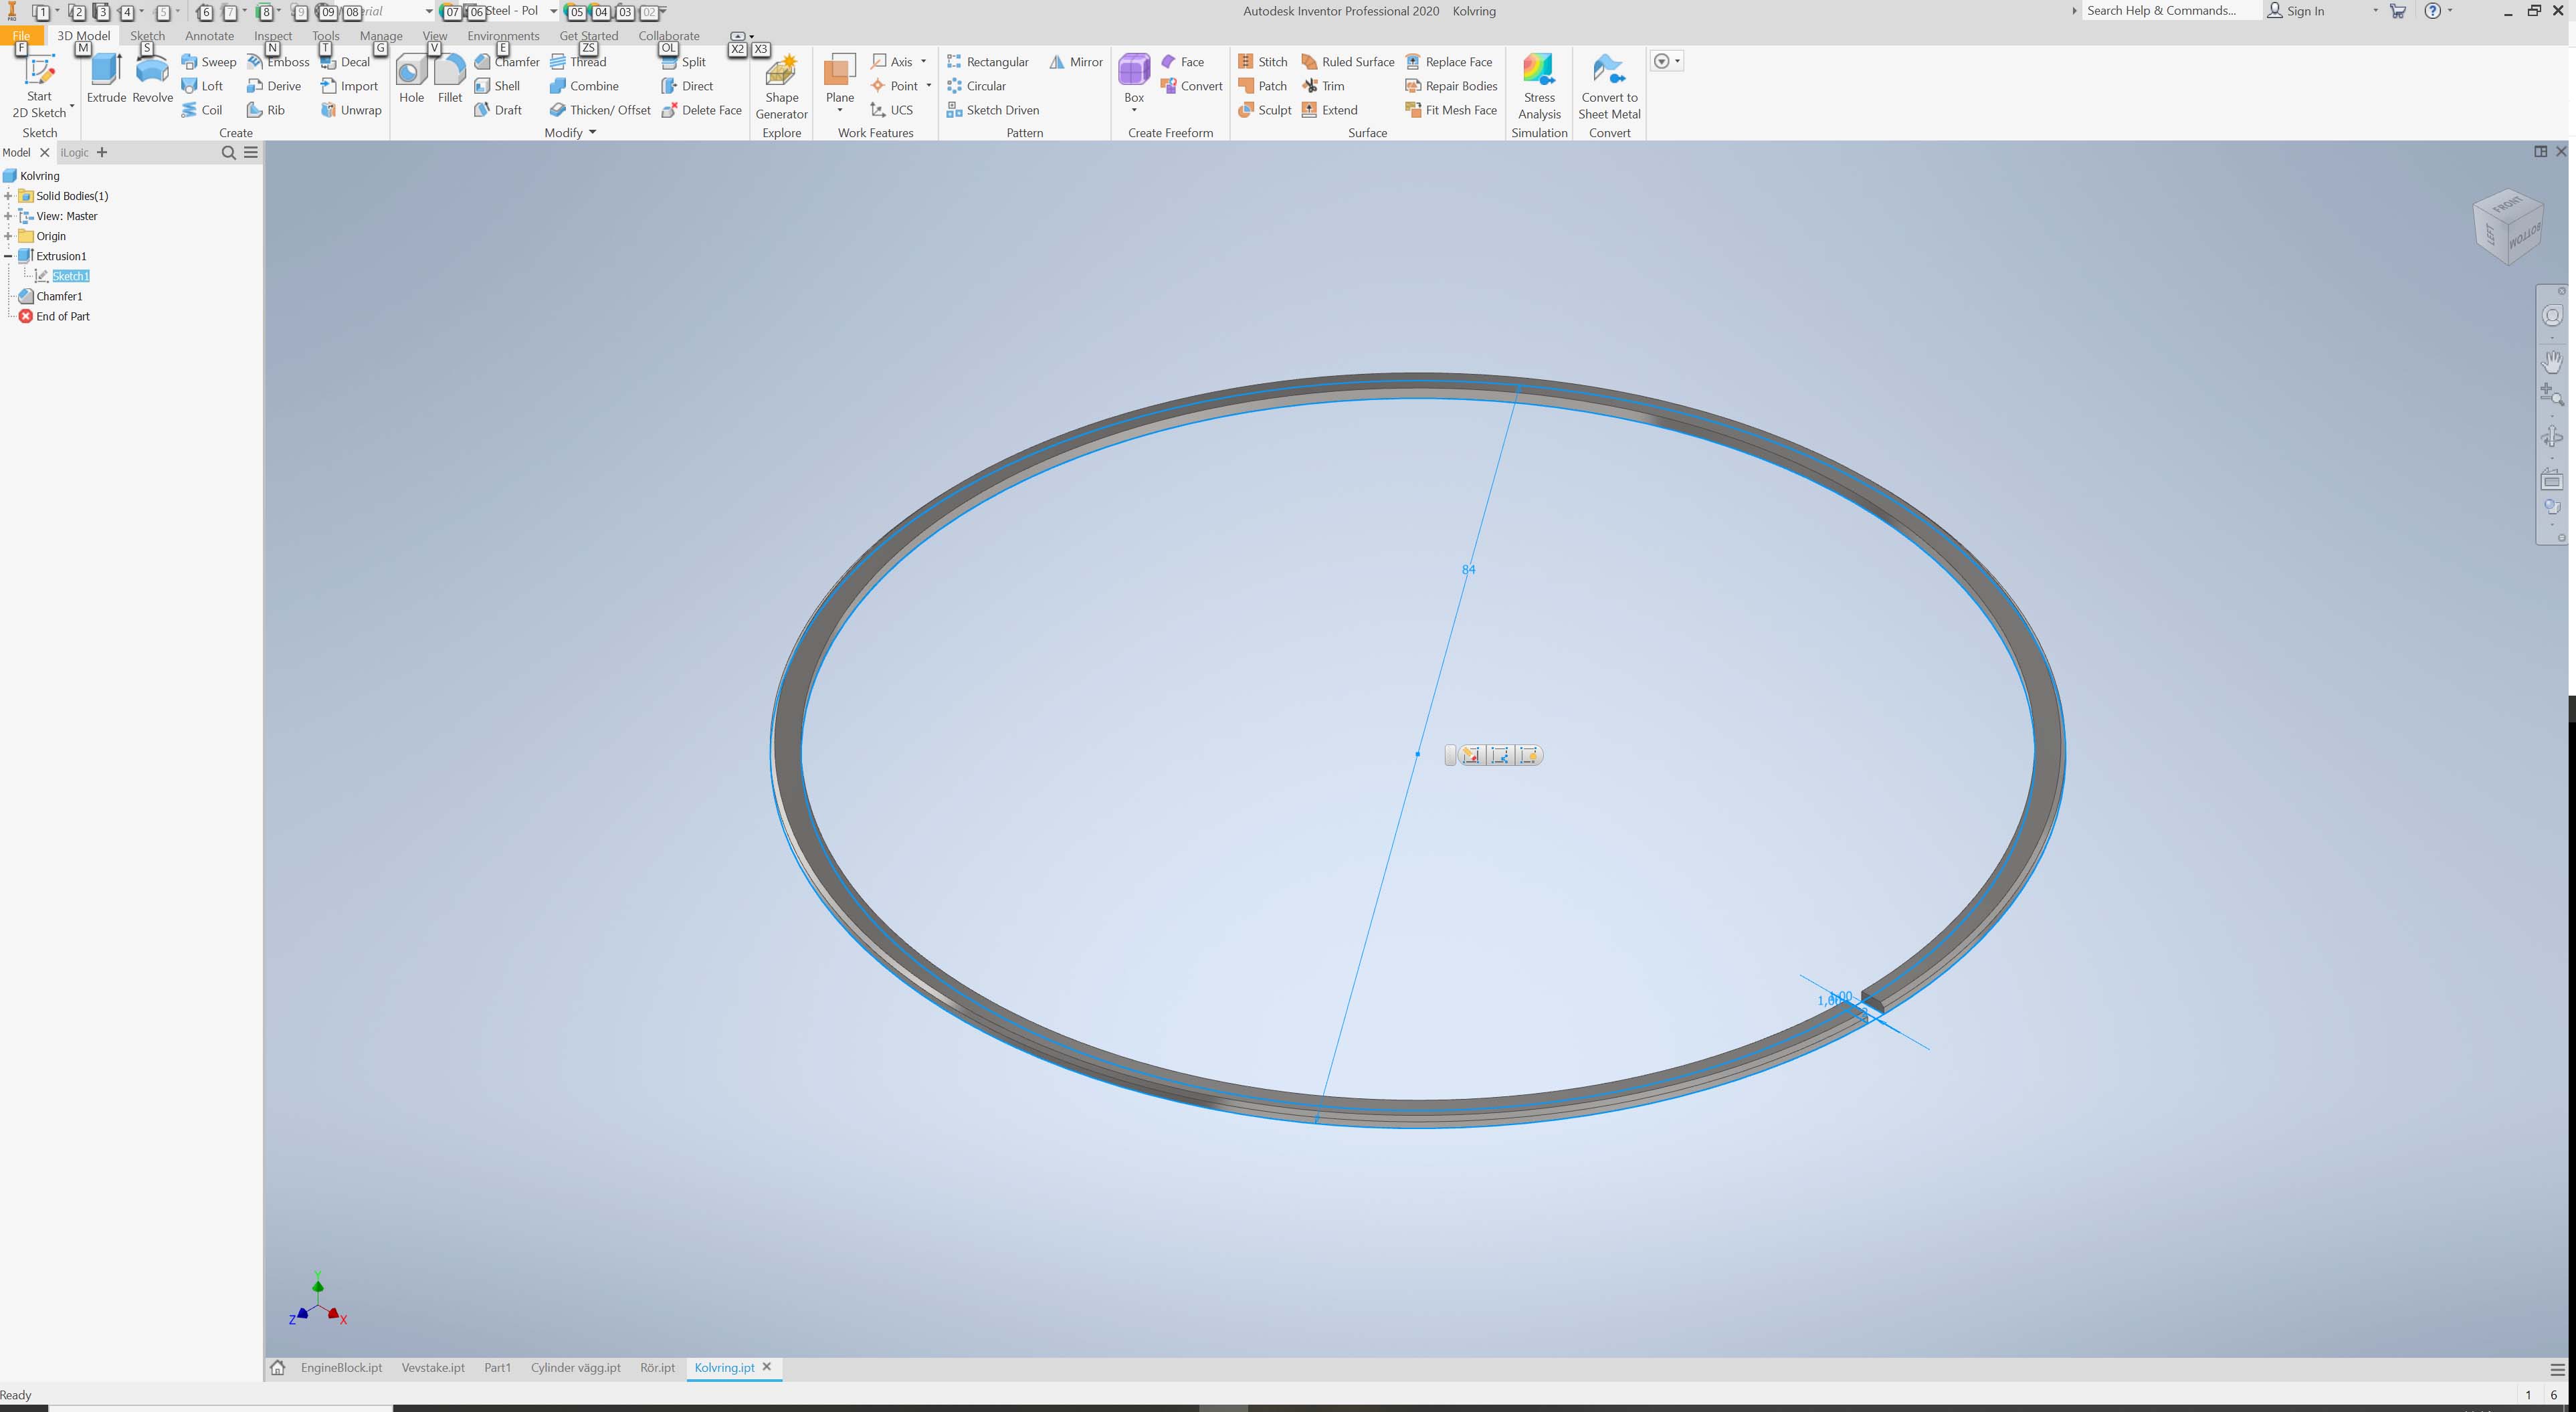 1 2 3 4 5 6 7 8 9 09 08 07 06 Steel - Pol 05 04 03 02 Autodesk Inventor Professional 2020 Kolvring Search Help & Commands... Sign In
File 3D Model Sketch Annotate Inspect Tools Manage View Environments Get Started Collaborate
F M S N T G V E ZS OL X2 X3
Start
2D Sketch
Sketch
Extrude Revolve
Sweep Emboss Decal
Loft Derive Import
Coil Rib Unwrap
Create
Hole Fillet
Chamfer Thread Split
Shell Combine Direct
Draft Thicken/ Offset Delete Face
Modify
Shape
Generator
Explore
Plane
Axis
Point
UCS
Work Features
Rectangular Mirror
Circular
Sketch Driven
Pattern
Box
Face
Convert
Create Freeform
Stitch Ruled Surface Replace Face
Patch Trim Repair Bodies
Sculpt Extend Fit Mesh Face
Surface
Stress
Analysis
Simulation
Convert to
Sheet Metal
Convert
Model iLogic
Kolvring
Solid Bodies(1)
View: Master
Origin
Extrusion1
Sketch1
Chamfer1
End of Part
FRONT
LEFT BOTTOM
84
Y
Z X
EngineBlock.ipt Vevstake.ipt Part1 Cylinder vägg.ipt Rör.ipt Kolvring.ipt
Ready 1 6